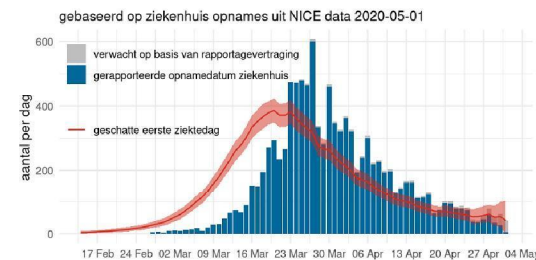 gebaseerd op ziekenhuis opnames uit NICE data 2020-05-01
600
verwacht op basis van rapportagevertraging
gerapporteerde opnamedatum ziekenhuis
400
geschatte eerste ziektedag
aantal per dag
200
0
17 Feb 24 Feb 02 Mar 09 Mar 16 Mar 23 Mar 30 Mar 06 Apr 13 Apr 20 Apr 27 Apr 04 May